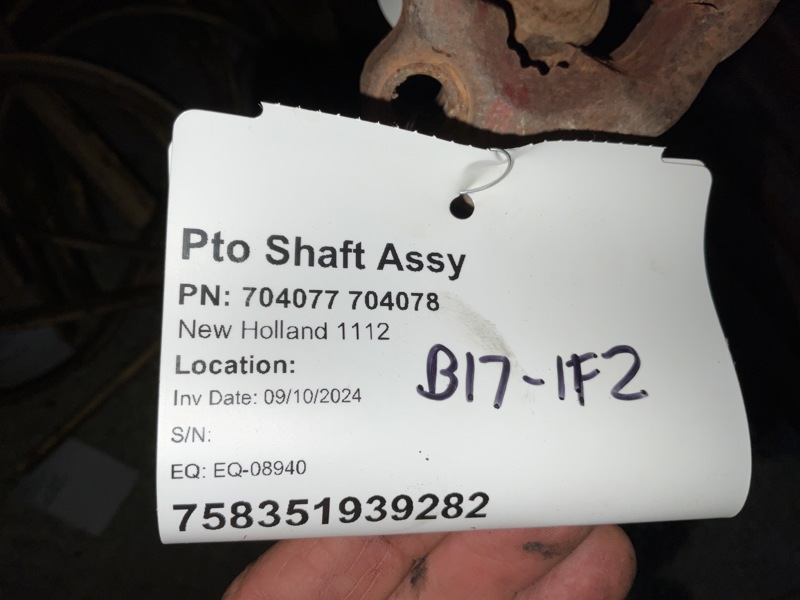 Pto Shaft Assy
PN: 704077 704078
New Holland 1112
Location:
B17-1F2
Inv Date: 09/10/2024
S/N:
EQ: EQ-08940
758351939282